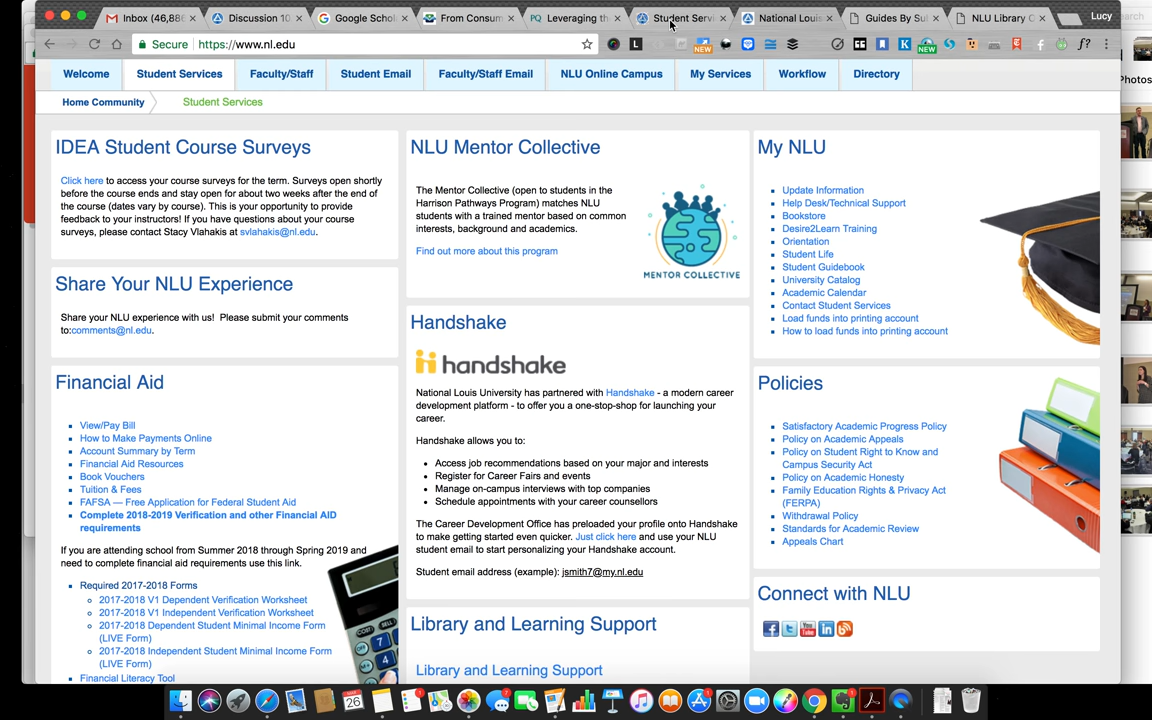 Inbox (46,88
Discussion 10
Google Schol
From Consum
Leveraging th
Student Servi
National Louis
Guides By Su
NLU Library C
Lucy
arch
Secure
https://www.nl.edu
NEW
NEW
f?
Photos
Welcome
Student Services
Faculty/Staff
Student Email
Faculty/Staff Email
NLU Online Campus
My Services
Workflow
Directory
Home Community
Student Services
IDEA Student Course Surveys
Click here to access your course surveys for the term. Surveys open shortly
before the course ends and stay open for about two weeks after the end of
the course (dates vary by course). This is your opportunity to provide
feedback to your instructors! If you have questions about your course
surveys, please contact Stacy Vlahakis at svlahakis@nl.edu.
Share Your NLU Experience
Share your NLU experience with us! Please submit your comments
to:comments@nl.edu.
Financial Aid
View/Pay Bill
How to Make Payments Online
Account Summary by Term
Financial Aid Resources
Book Vouchers
Tuition & Fees
FAFSA — Free Application for Federal Student Aid
Complete 2018-2019 Verification and other Financial AID
requirements
If you are attending school from Summer 2018 through Spring 2019 and
need to complete financial aid requirements use this link.
Required 2017-2018 Forms
2017-2018 V1 Dependent Verification Worksheet
2017-2018 V1 Independent Verification Worksheet
2017-2018 Dependent Student Minimal Income Form
(LIVE Form)
2017-2018 Independent Student Minimal Income Form
(LIVE Form)
Financial Literacy Tool
NLU Mentor Collective
The Mentor Collective (open to students in the
Harrison Pathways Program) matches NLU
students with a trained mentor based on common
interests, background and academics.
Find out more about this program
MENTOR COLLECTIVE
Handshake
handshake
National Louis University has partnered with Handshake - a modern career
development platform - to offer you a one-stop-shop for launching your
career.
Handshake allows you to:
Access job recommendations based on your major and interests
Register for Career Fairs and events
Manage on-campus interviews with top companies
Schedule appointments with your career counsellors
The Career Development Office has preloaded your profile onto Handshake
to make getting started even quicker. Just click here and use your NLU
student email to start personalizing your Handshake account.
Student email address (example): jsmith7@my.nl.edu
Library and Learning Support
Library and Learning Support
My NLU
Update Information
Help Desk/Technical Support
Bookstore
Desire2Learn Training
Orientation
Student Life
Student Guidebook
University Catalog
Academic Calendar
Contact Student Services
Load funds into printing account
How to load funds into printing account
Policies
Satisfactory Academic Progress Policy
Policy on Academic Appeals
Policy on Student Right to Know and
Campus Security Act
Policy on Academic Honesty
Family Education Rights & Privacy Act
(FERPA)
Withdrawal Policy
Standards for Academic Review
Appeals Chart
Connect with NLU